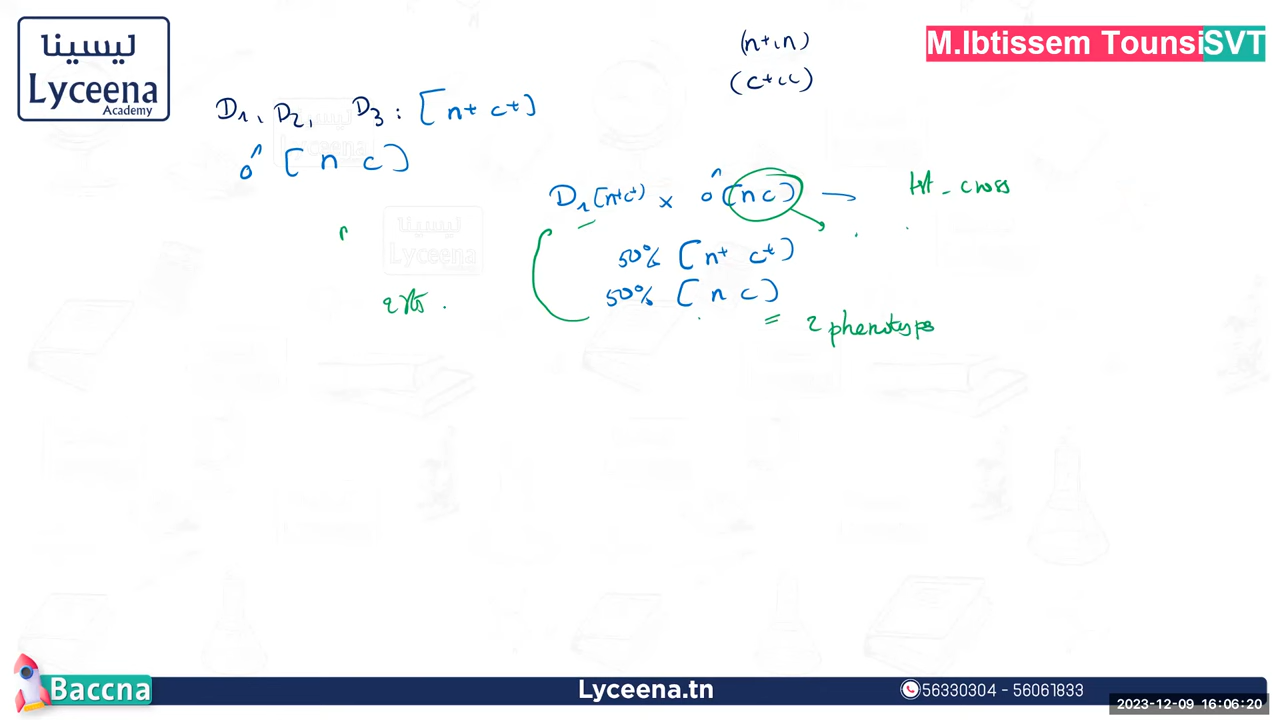 ليسينا
Lyceena
Academy
M.Ibtissem Tounsi SVT
(n+, n)
(c+, c)
D1, D2, D3 : [n+ c+]
♂ [n c]
D1 [n+c+] x ♂ [n c] →
test-cross
50% [n+ c+]
50% [n c]
= 2 phenotypes
Baccna
Lyceena.tn
56330304 - 56061833
2023-12-09 16:06:20